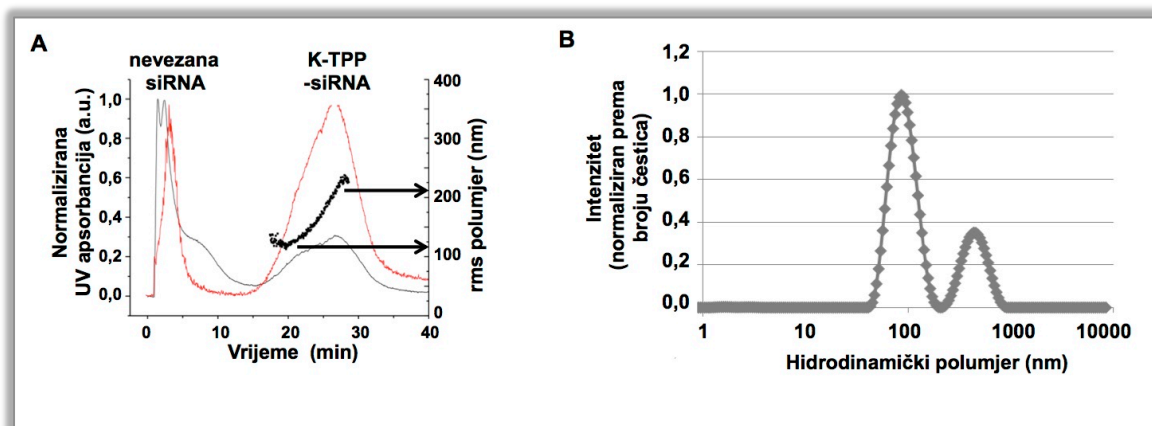 A
nevezana
siRNA
K-TPP
-siRNA
Normalizirana
UV apsorbancija (a.u.)
1,0
0,8
0,6
0,4
0,2
0,0
400
300
200
100
0
rms polumjer (nm)
0
10
20
30
40
Vrijeme (min)
B
Intenzitet
(normaliziran prema
broju čestica)
1,2
1,0
0,8
0,6
0,4
0,2
0,0
1
10
100
1000
10000
Hidrodinamički polumjer (nm)